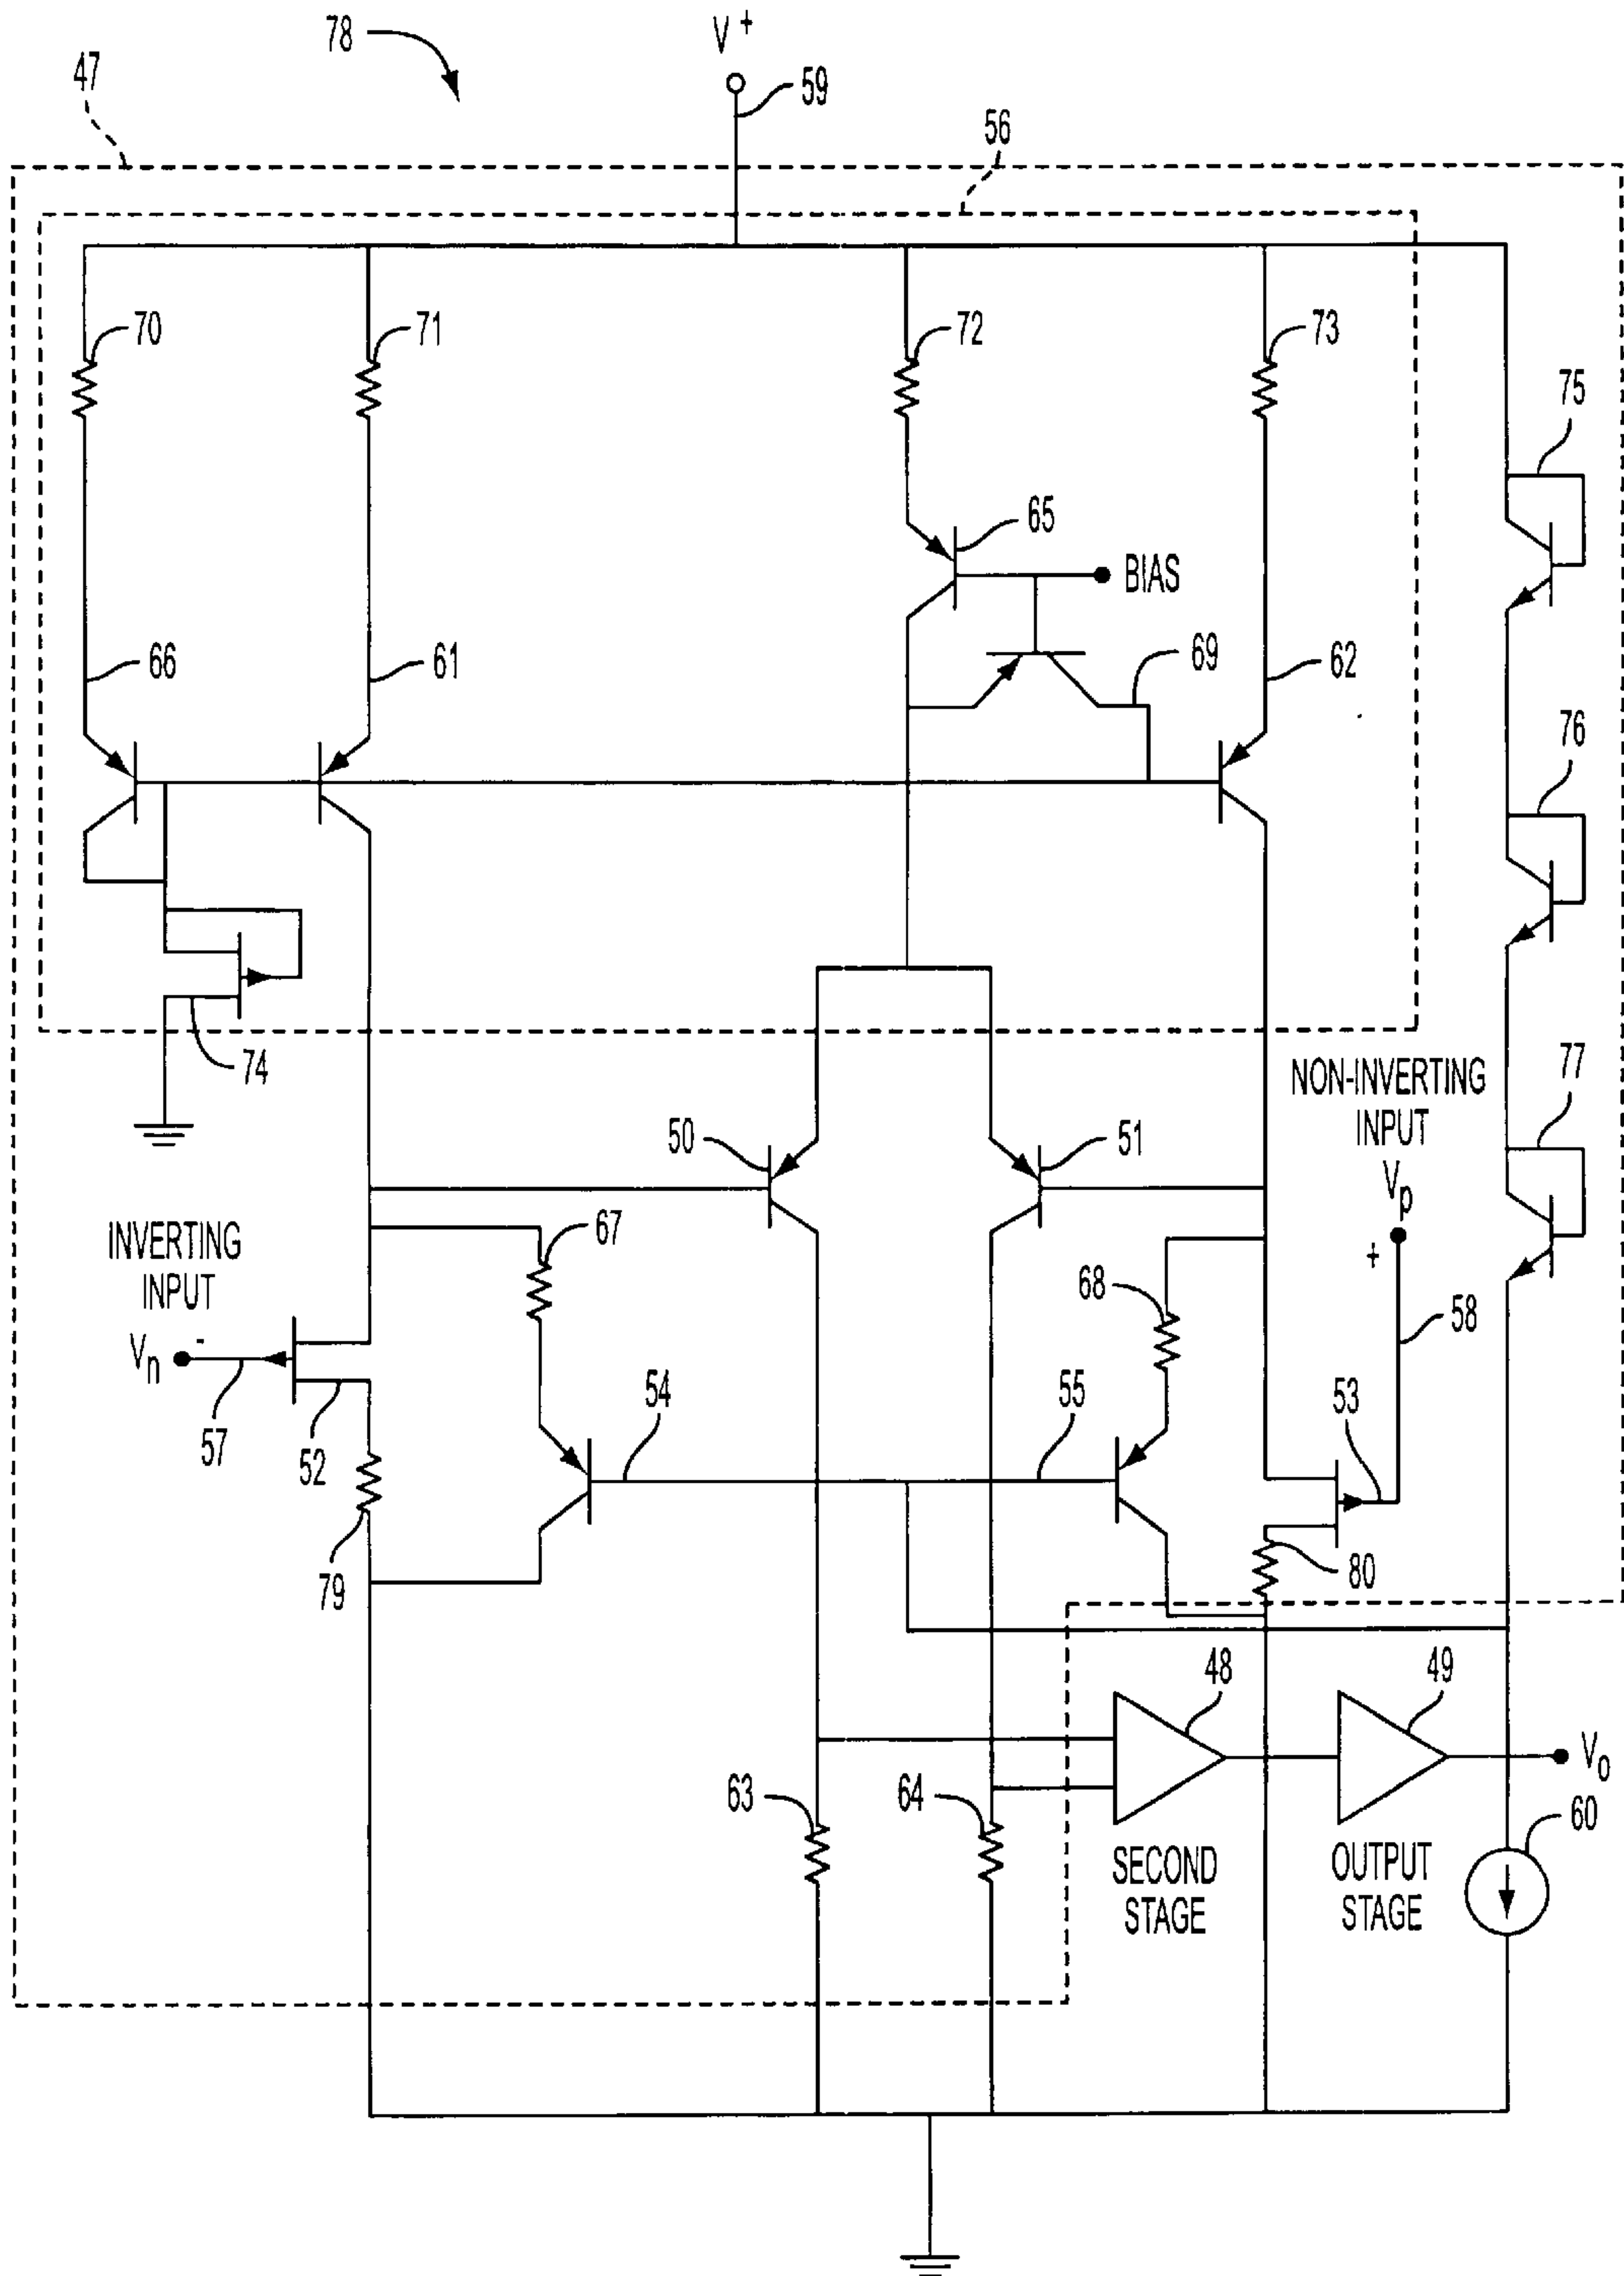 78
V+
47
59
56
70
71
72
73
75
65
BIAS
66
61
69
62
76
74
NON-INVERTING
INPUT
Vp
+
77
50
51
INVERTING
INPUT
Vn
-
67
68
58
57
52
54
55
53
79
80
48
49
Vo
63
64
60
SECOND
STAGE
OUTPUT
STAGE